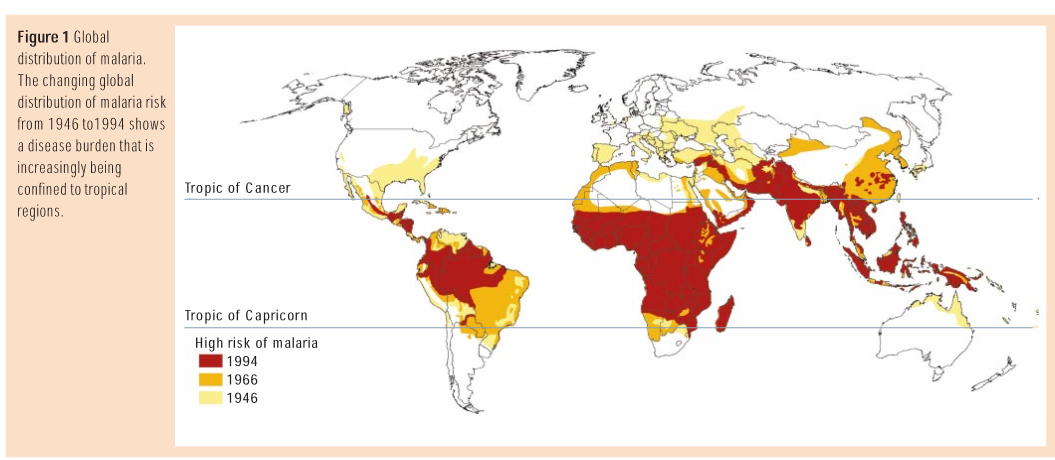 Figure 1 Global
distribution of malaria.
The changing global
distribution of malaria risk
from 1946 to1994 shows
a disease burden that is
increasingly being
confined to tropical
regions.
Tropic of Cancer
Tropic of Capricorn
High risk of malaria
1994
1966
1946